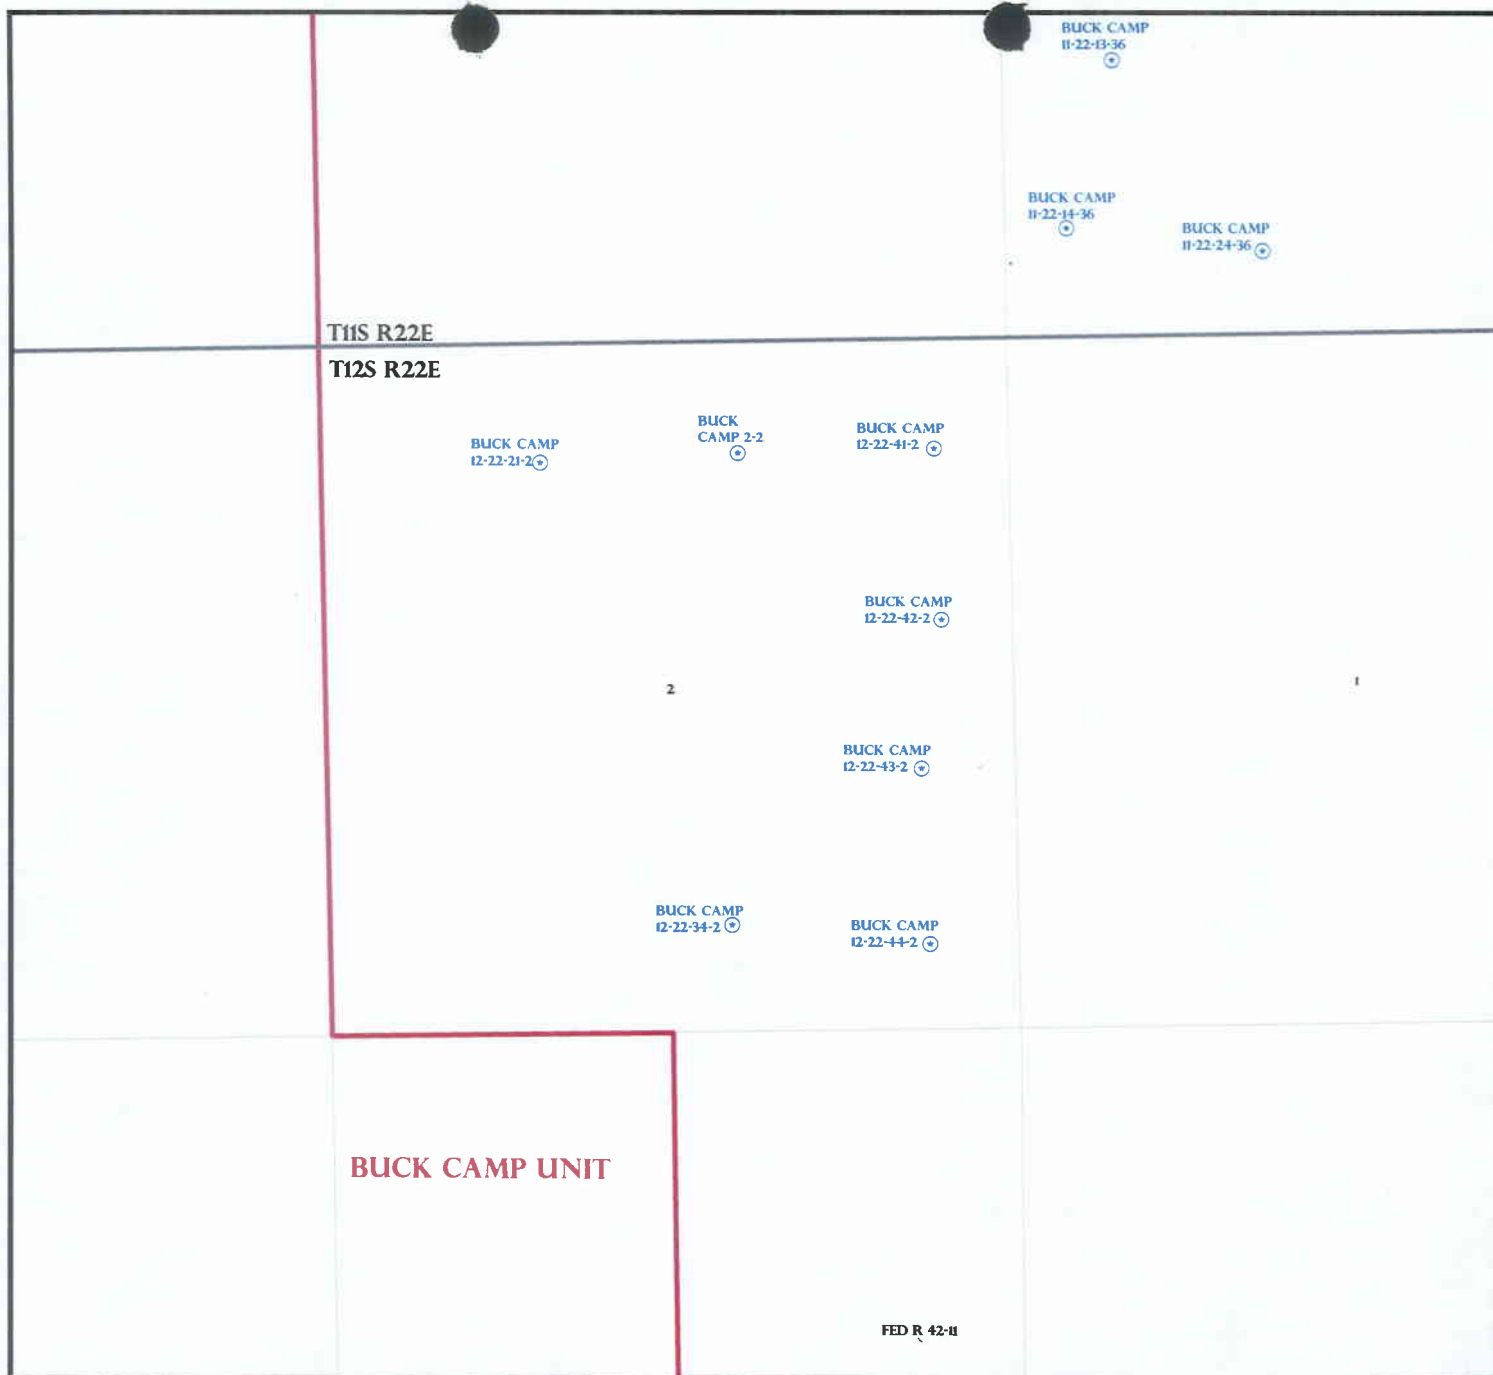 BUCK CAMP
11-22-13-36
BUCK CAMP
11-22-14-36
BUCK CAMP
11-22-24-36
T11S R22E
T12S R22E
BUCK CAMP
12-22-21-2
BUCK
CAMP 2-2
BUCK CAMP
12-22-41-2
BUCK CAMP
12-22-42-2
2
1
BUCK CAMP
12-22-43-2
BUCK CAMP
12-22-34-2
BUCK CAMP
12-22-44-2
BUCK CAMP UNIT
FED R 42-11